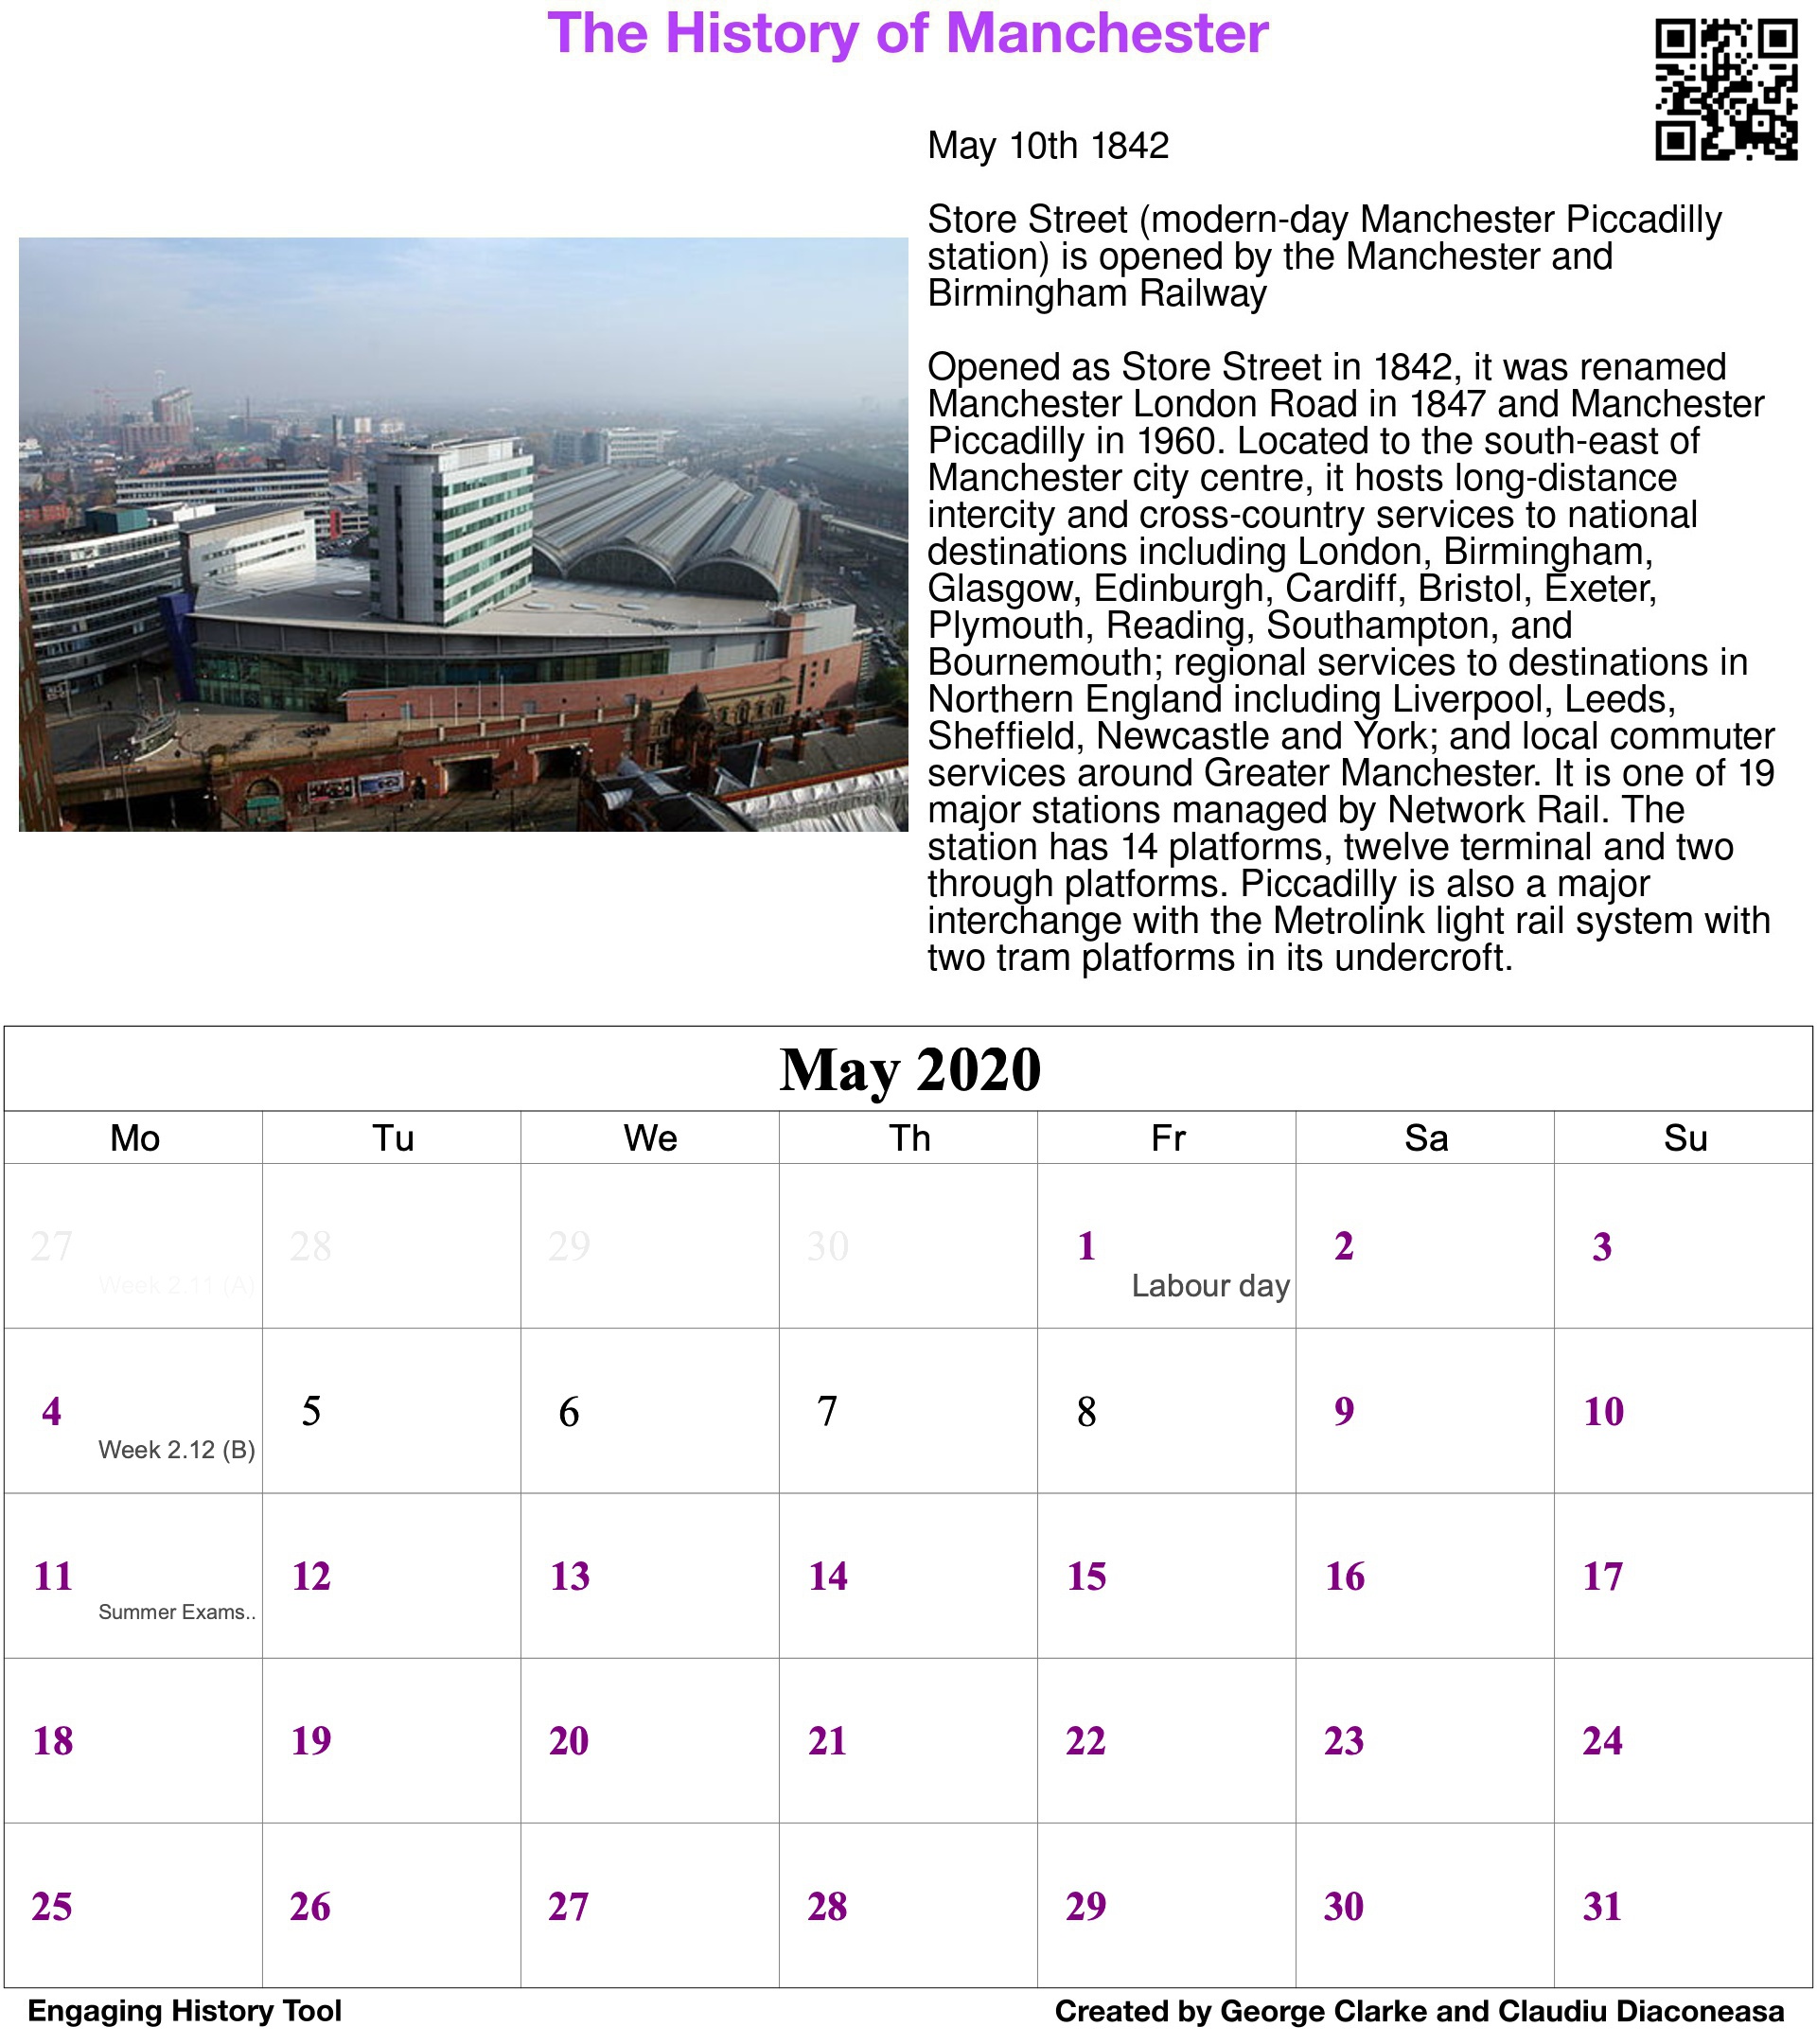 The History of Manchester
May 10th 1842
Store Street (modern-day Manchester Piccadilly
station) is opened by the Manchester and
Birmingham Railway
Opened as Store Street in 1842, it was renamed
Manchester London Road in 1847 and Manchester
Piccadilly in 1960. Located to the south-east of
Manchester city centre, it hosts long-distance
intercity and cross-country services to national
destinations including London, Birmingham,
Glasgow, Edinburgh, Cardiff, Bristol, Exeter,
Plymouth, Reading, Southampton, and
Bournemouth; regional services to destinations in
Northern England including Liverpool, Leeds,
Sheffield, Newcastle and York; and local commuter
services around Greater Manchester. It is one of 19
major stations managed by Network Rail. The
station has 14 platforms, twelve terminal and two
through platforms. Piccadilly is also a major
interchange with the Metrolink light rail system with
two tram platforms in its undercroft.
May 2020
Mo Tu We Th Fr Sa Su
27 28 29 30 1 2 3
Week 2.11 (A) Labour day
4 5 6 7 8 9 10
Week 2.12 (B)
11 12 13 14 15 16 17
Summer Exams..
18 19 20 21 22 23 24
25 26 27 28 29 30 31
Engaging History Tool Created by George Clarke and Claudiu Diaconeasa